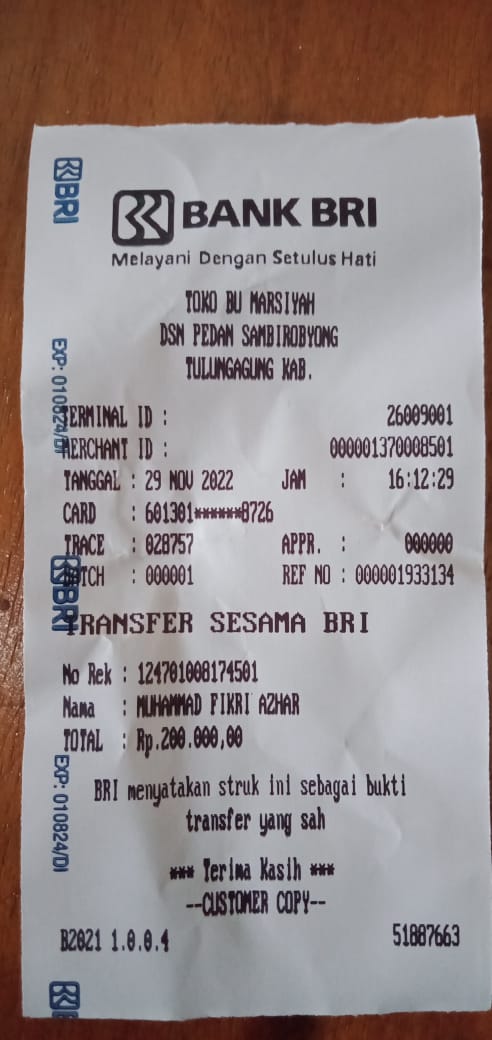 BANK BRI
Melayani Dengan Setulus Hati
TOKO BU MARSIYAH
DSN PEDAN SAMBIROBYONG
TULUNGAGUNG KAB.
TERMINAL ID : 26009001
MERCHANT ID : 000001370008501
TANGGAL : 29 NOV 2022 JAM : 16:12:29
CARD : 601301******8726
TRACE : 028757 APPR. : 000000
BATCH : 000001 REF NO : 000001933134
TRANSFER SESAMA BRI
No Rek : 124701008174501
Nama : MUHAMMAD FIKRI AZHAR
TOTAL : Rp.200.000,00
BRI menyatakan struk ini sebagai bukti
transfer yang sah
*** Terima Kasih ***
--CUSTOMER COPY--
B2021 1.0.0.4 51887663
BRI
EXP: 010824/DI
BRI
EXP: 010824/DI